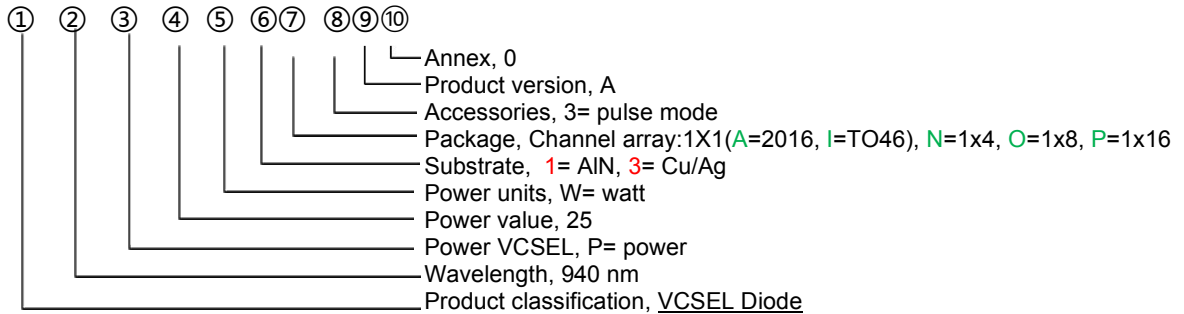 ① ② ③ ④ ⑤ ⑥⑦ ⑧⑨⑩
Annex, 0
Product version, A
Accessories, 3= pulse mode
Package, Channel array:1X1(A=2016, I=TO46), N=1x4, O=1x8, P=1x16
Substrate, 1= AlN, 3= Cu/Ag
Power units, W= watt
Power value, 25
Power VCSEL, P= power
Wavelength, 940 nm
Product classification, VCSEL Diode